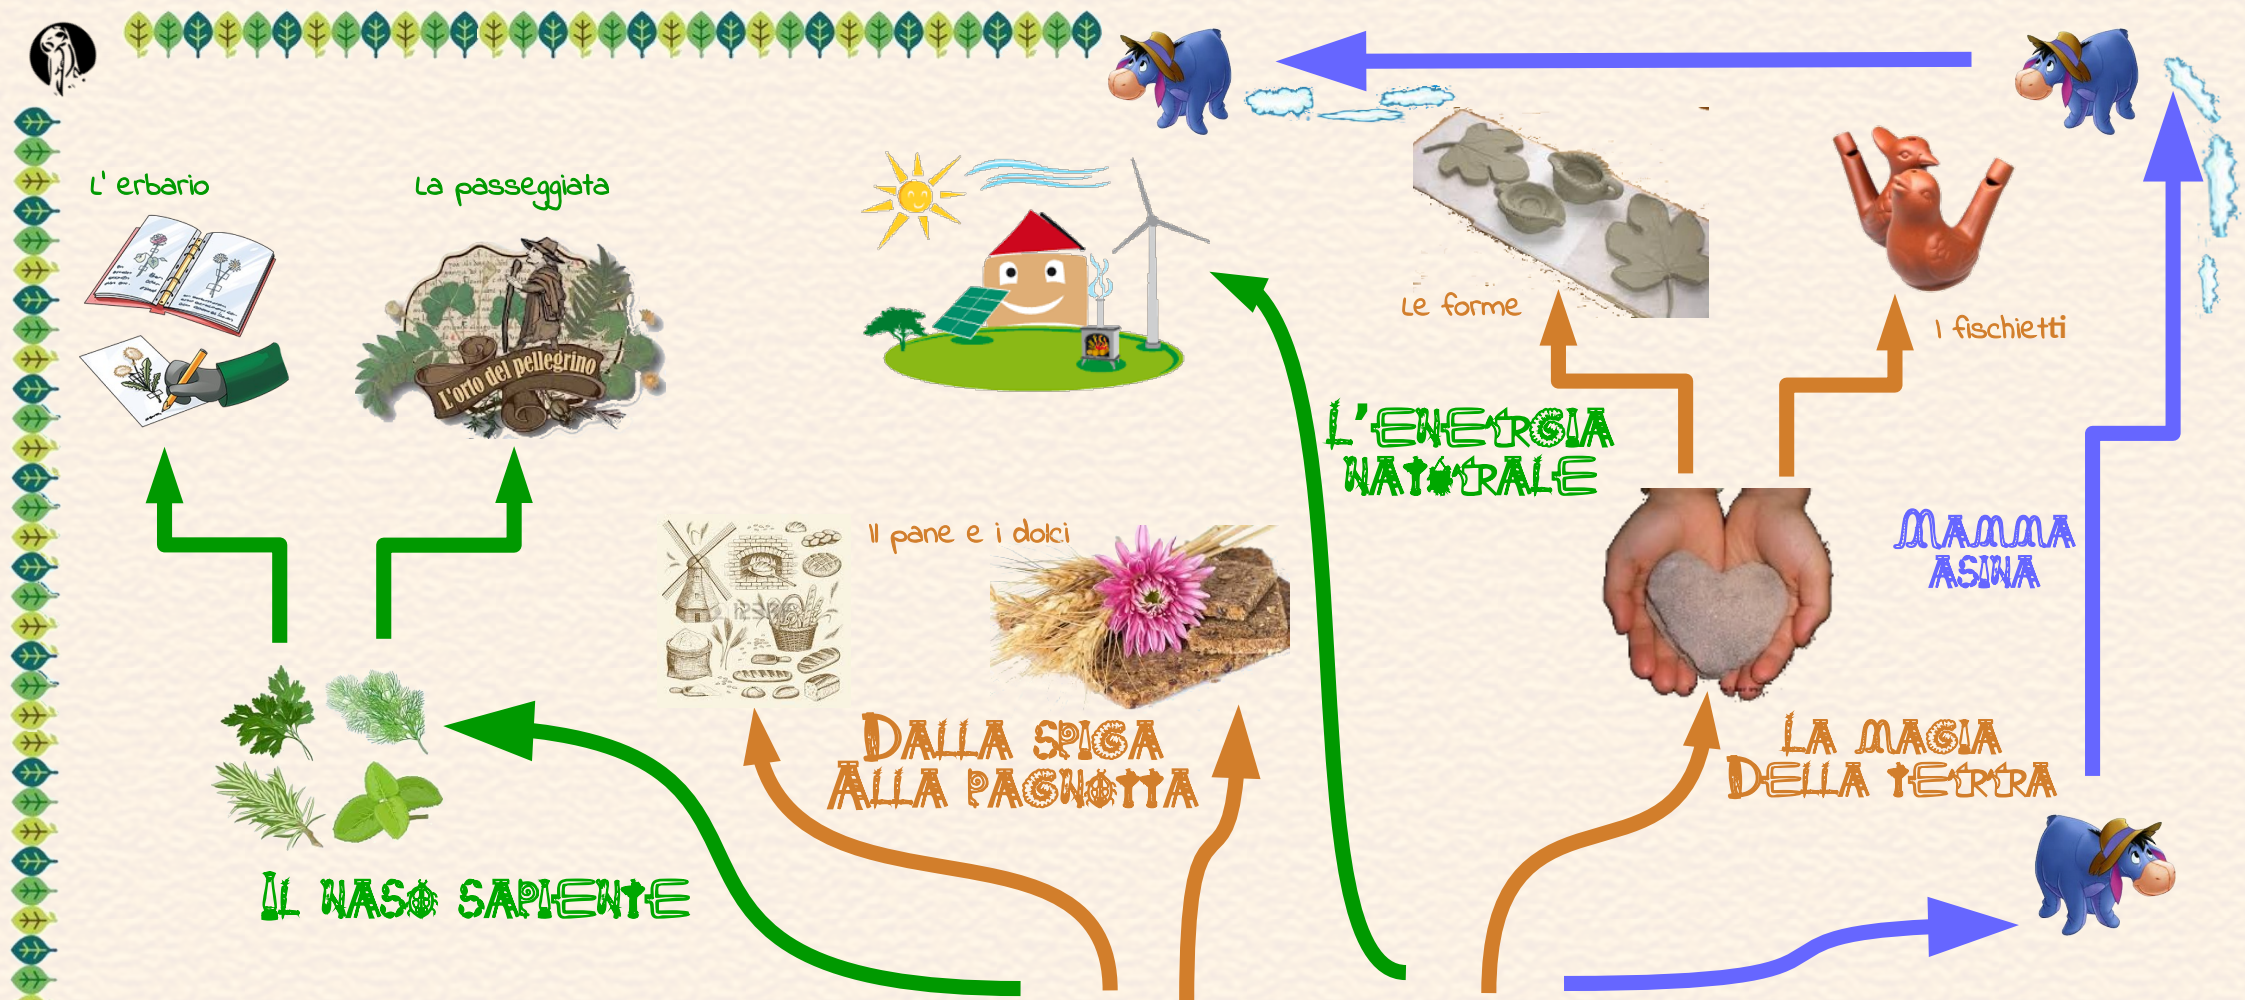 L' erbario
La passeggiata
L'orto del pellegrino
Le forme
I fischietti
L'ENERGIA
NATURALE
Il pane e i dolci
MAMMA
ASINA
DALLA SPIGA
ALLA PAGNOTTA
LA MAGIA
DELLA TERRA
IL NASO SAPIENTE